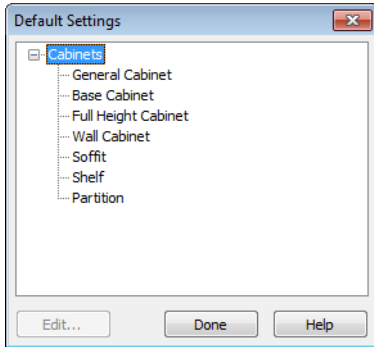 Default Settings
Cabinets
General Cabinet
Base Cabinet
Full Height Cabinet
Wall Cabinet
Soffit
Shelf
Partition
Edit... Done Help